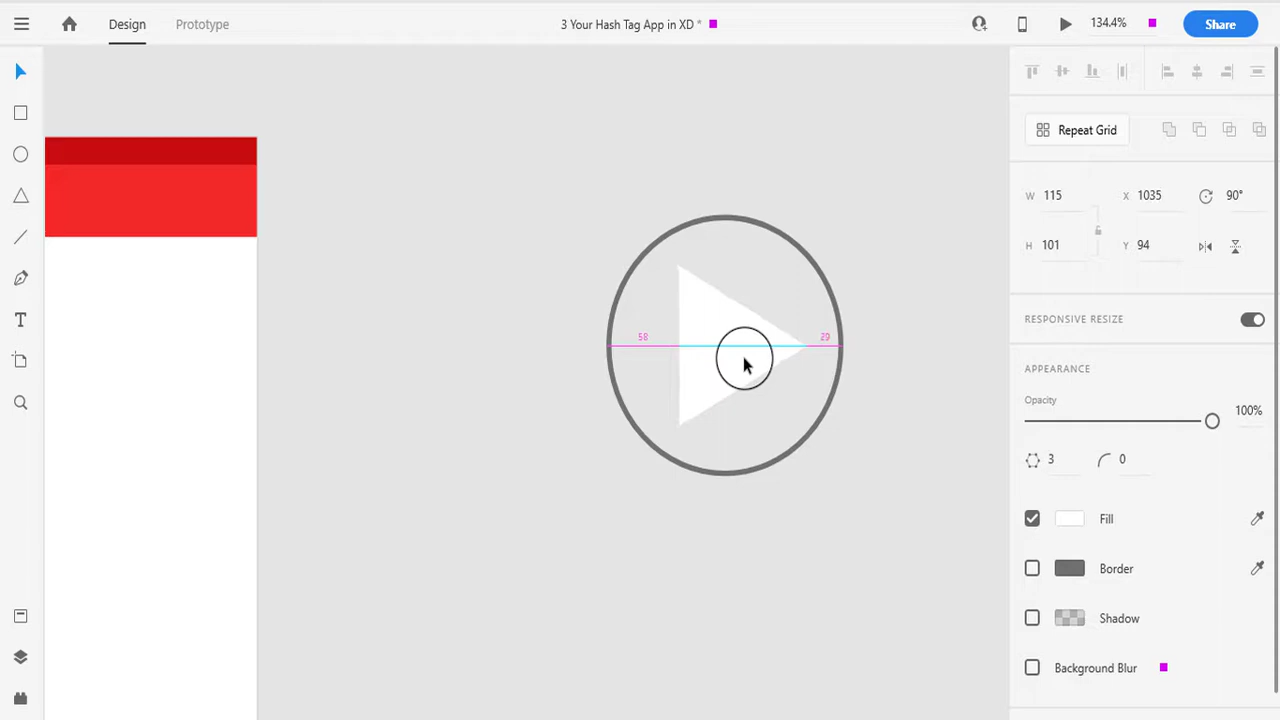 Design
Prototype
3 Your Hash Tag App in XD *
134.4%
Share
Repeat Grid
W 115
X 1035
90°
H 101
Y 94
RESPONSIVE RESIZE
58
29
APPEARANCE
Opacity
100%
3
0
Fill
Border
Shadow
Background Blur